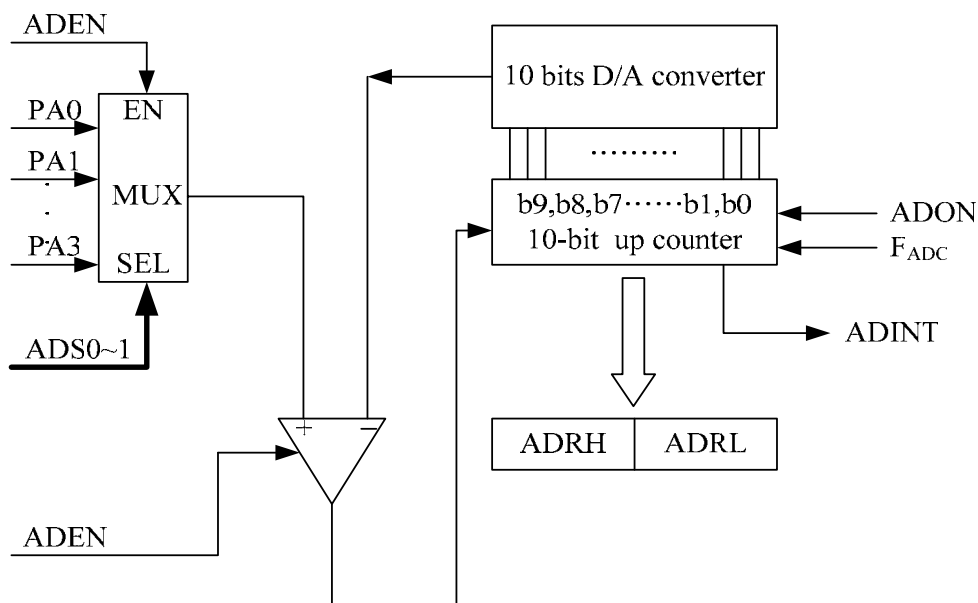 ADEN
PA0
PA1
PA3
ADS0~1
EN
MUX
SEL
+ −
ADEN
10 bits D/A converter
.........
b9,b8,b7······b1,b0
10-bit up counter
ADON
FADC
ADINT
ADRH ADRL